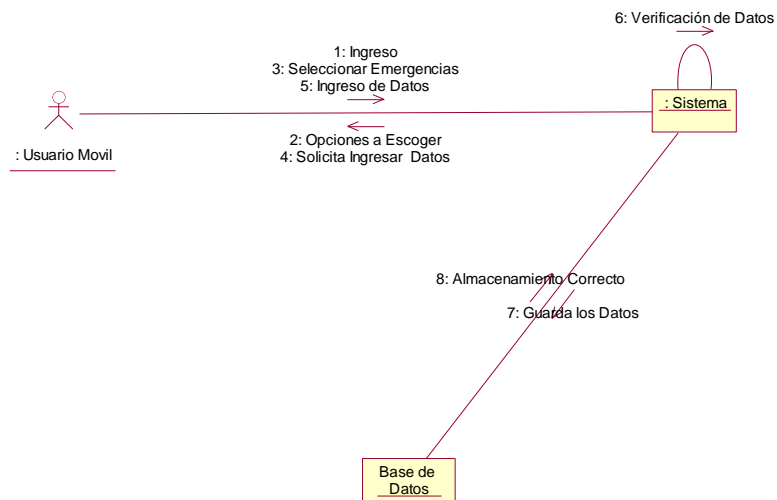 6: Verificación de Datos
1: Ingreso
3: Seleccionar Emergencias
5: Ingreso de Datos
: Sistema
2: Opciones a Escoger
4: Solicita Ingresar Datos
: Usuario Movil
8: Almacenamiento Correcto
7: Guarda los Datos
Base de
Datos